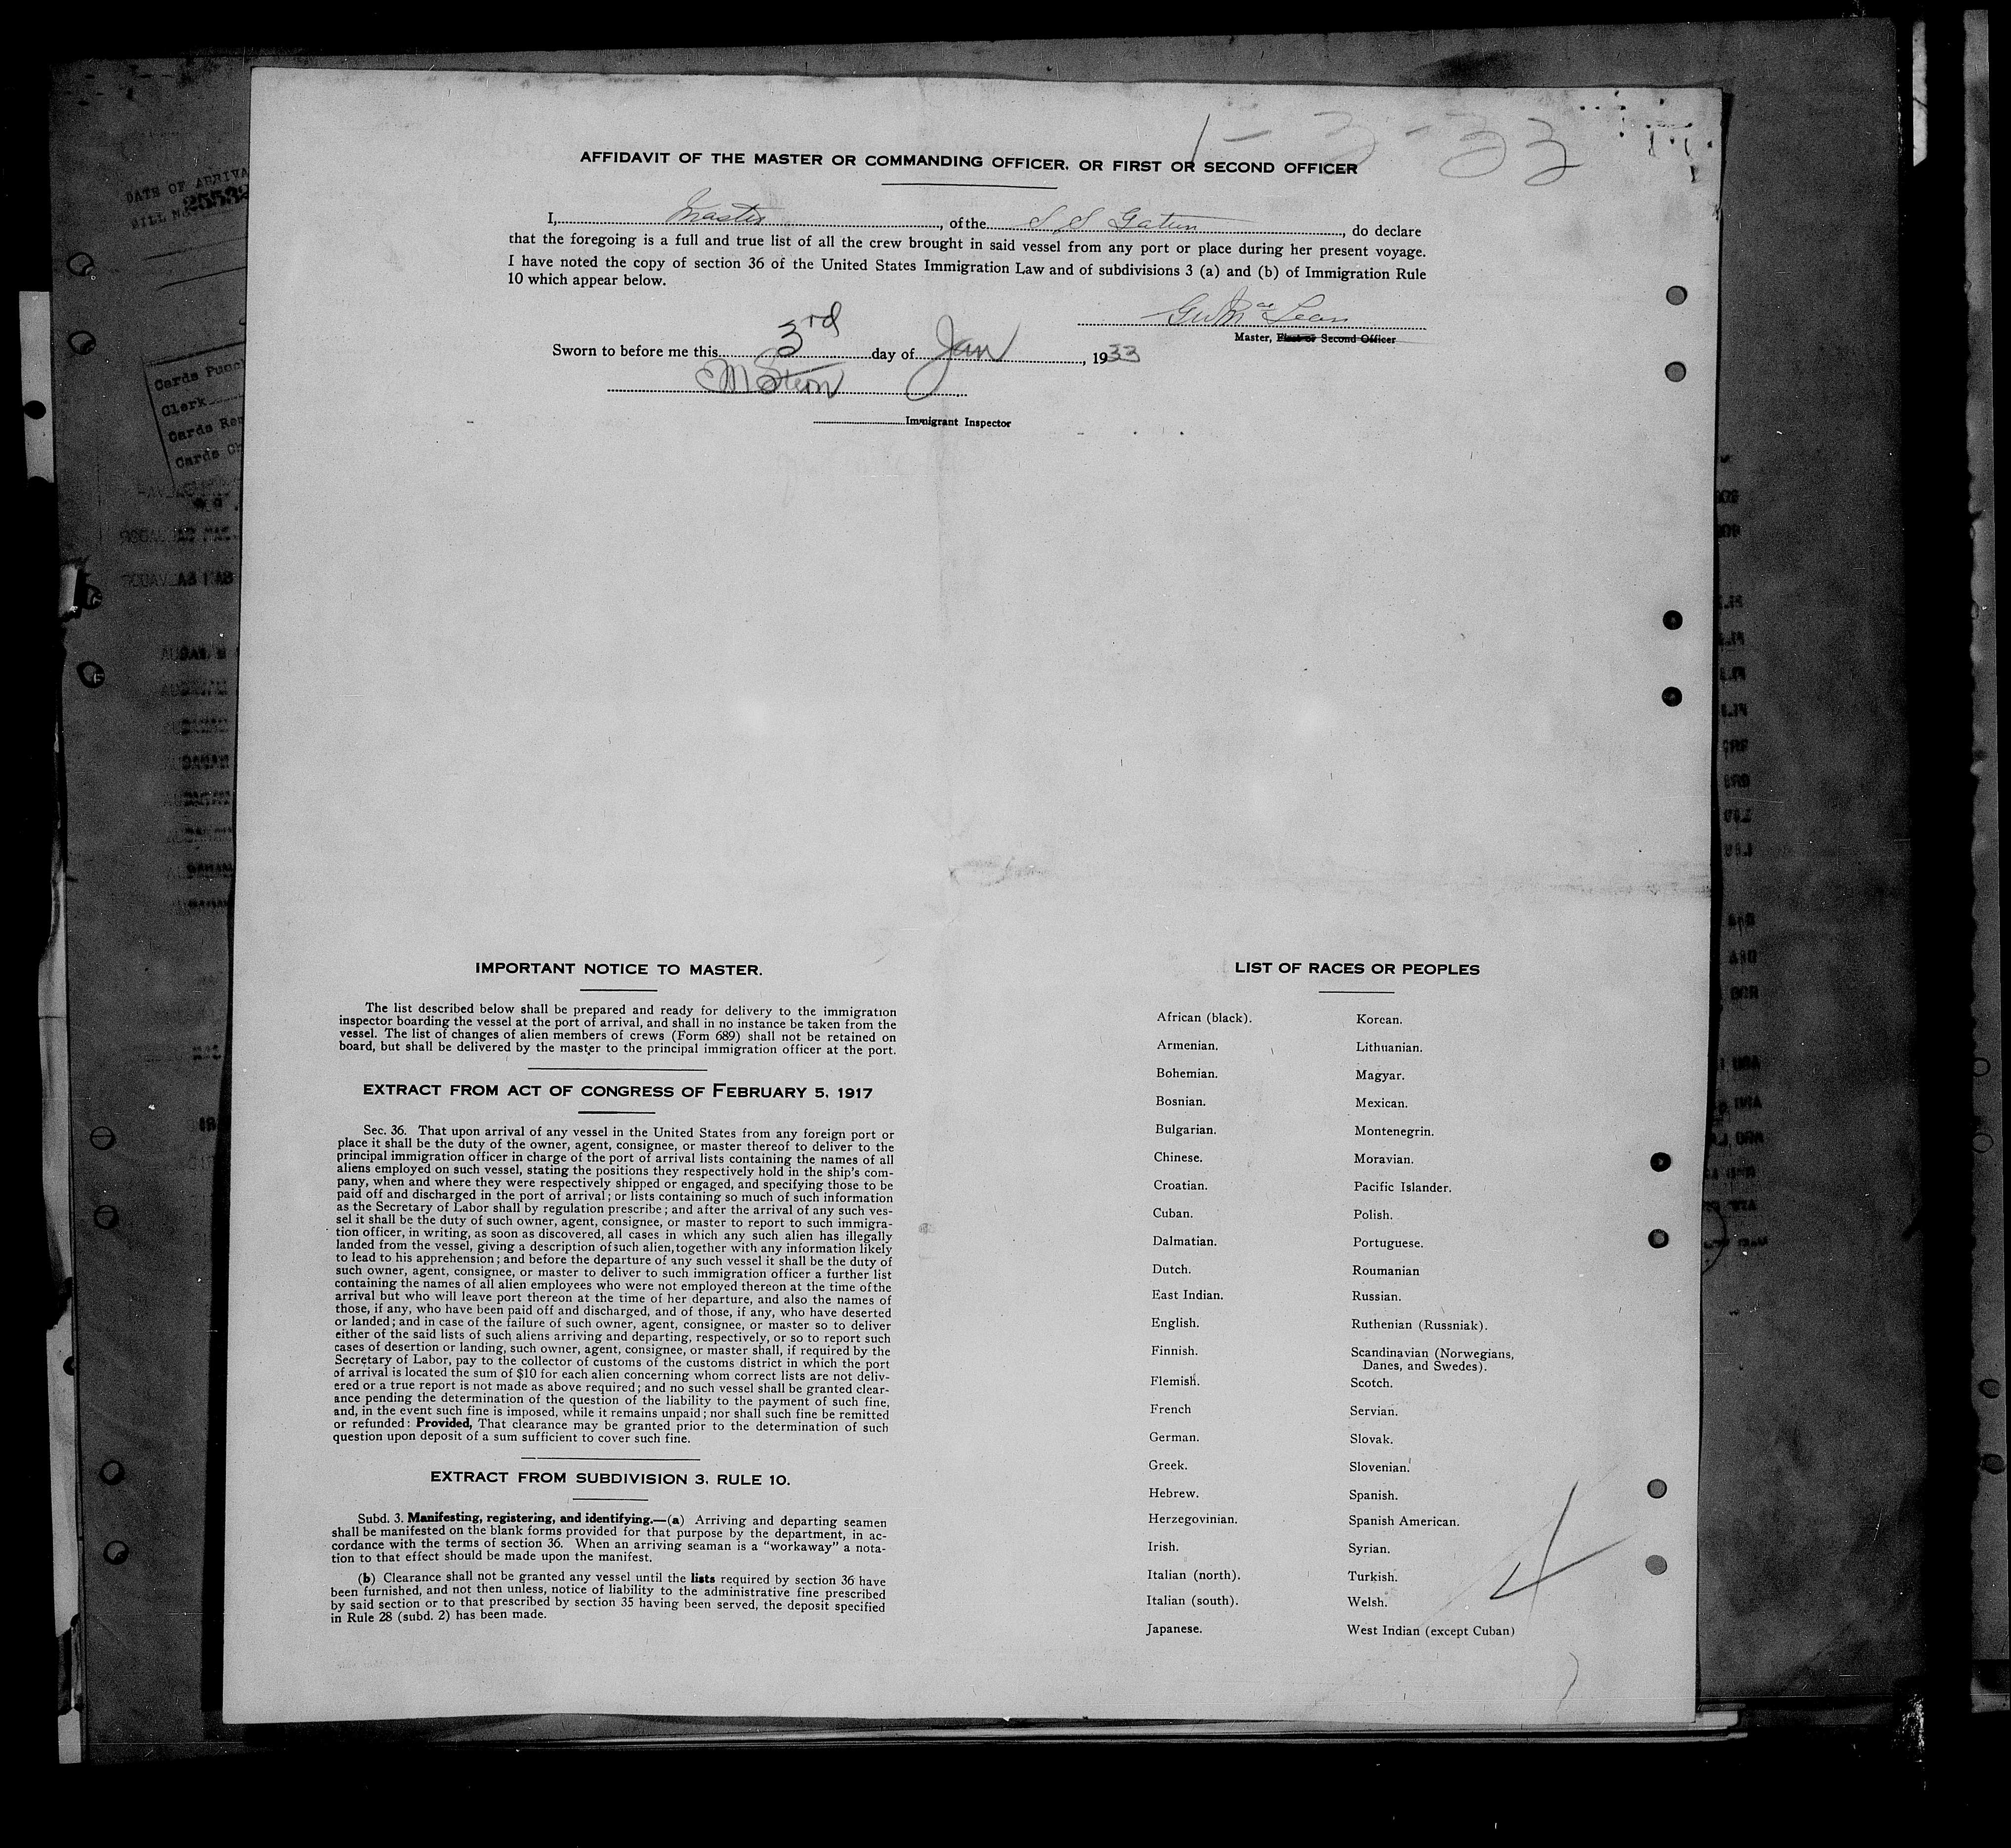 1-3-33
AFFIDAVIT OF THE MASTER OR COMMANDING OFFICER, OR FIRST OR SECOND OFFICER
I, Master, of the S S Gatun, do declare
that the foregoing is a full and true list of all the crew brought in said vessel from any port or place during her present voyage.
I have noted the copy of section 36 of the United States Immigration Law and of subdivisions 3 (a) and (b) of Immigration Rule
10 which appear below.
GW Mac Lean
Master, First or Second Officer
Sworn to before me this 3rd day of Jan, 1933
Immigrant Inspector
DATE OF ARRIVA
BILL NO
Cards Punc
Clerk
Cards Re
Cards C
IMPORTANT NOTICE TO MASTER.
The list described below shall be prepared and ready for delivery to the immigration
inspector boarding the vessel at the port of arrival, and shall in no instance be taken from the
vessel. The list of changes of alien members of crews (Form 689) shall not be retained on
board, but shall be delivered by the master to the principal immigration officer at the port.
EXTRACT FROM ACT OF CONGRESS OF FEBRUARY 5, 1917
Sec. 36. That upon arrival of any vessel in the United States from any foreign port or
place it shall be the duty of the owner, agent, consignee, or master thereof to deliver to the
principal immigration officer in charge of the port of arrival lists containing the names of all
aliens employed on such vessel, stating the positions they respectively hold in the ship's com-
pany, when and where they were respectively shipped or engaged, and specifying those to be
paid off and discharged in the port of arrival; or lists containing so much of such information
as the Secretary of Labor shall by regulation prescribe; and after the arrival of any such ves-
sel it shall be the duty of such owner, agent, consignee, or master to report to such immigra-
tion officer, in writing, as soon as discovered, all cases in which any such alien has illegally
landed from the vessel, giving a description of such alien, together with any information likely
to lead to his apprehension; and before the departure of any such vessel it shall be the duty of
such owner, agent, consignee, or master to deliver to such immigration officer a further list
containing the names of all alien employees who were not employed thereon at the time of the
arrival but who will leave port thereon at the time of her departure, and also the names of
those, if any, who have been paid off and discharged, and of those, if any, who have deserted
or landed; and in case of the failure of such owner, agent, consignee, or master so to deliver
either of the said lists of such aliens arriving and departing, respectively, or so to report such
cases of desertion or landing, such owner, agent, consignee, or master shall, if required by the
Secretary of Labor, pay to the collector of customs of the customs district in which the port
of arrival is located the sum of $10 for each alien concerning whom correct lists are not deliv-
ered or a true report is not made as above required; and no such vessel shall be granted clear-
ance pending the determination of the question of the liability to the payment of such fine,
and, in the event such fine is imposed, while it remains unpaid; nor shall such fine be remitted
or refunded: Provided, That clearance may be granted prior to the determination of such
question upon deposit of a sum sufficient to cover such fine.
EXTRACT FROM SUBDIVISION 3, RULE 10.
Subd. 3. Manifesting, registering, and identifying.—(a) Arriving and departing seamen
shall be manifested on the blank forms provided for that purpose by the department, in ac-
cordance with the terms of section 36. When an arriving seaman is a "workaway" a nota-
tion to that effect should be made upon the manifest.
(b) Clearance shall not be granted any vessel until the lists required by section 36 have
been furnished, and not then unless, notice of liability to the administrative fine prescribed
by said section or to that prescribed by section 35 having been served, the deposit specified
in Rule 28 (subd. 2) has been made.
LIST OF RACES OR PEOPLES
African (black).
Armenian.
Bohemian.
Bosnian.
Bulgarian.
Chinese.
Croatian.
Cuban.
Dalmatian.
Dutch.
East Indian.
English.
Finnish.
Flemish.
French
German.
Greek.
Hebrew.
Herzegovinian.
Irish.
Italian (north).
Italian (south).
Japanese.
Korean.
Lithuanian.
Magyar.
Mexican.
Montenegrin.
Moravian.
Pacific Islander.
Polish.
Portuguese.
Roumanian
Russian.
Ruthenian (Russniak).
Scandinavian (Norwegians,
Danes, and Swedes).
Scotch.
Servian.
Slovak.
Slovenian.
Spanish.
Spanish American.
Syrian.
Turkish.
Welsh.
West Indian (except Cuban)